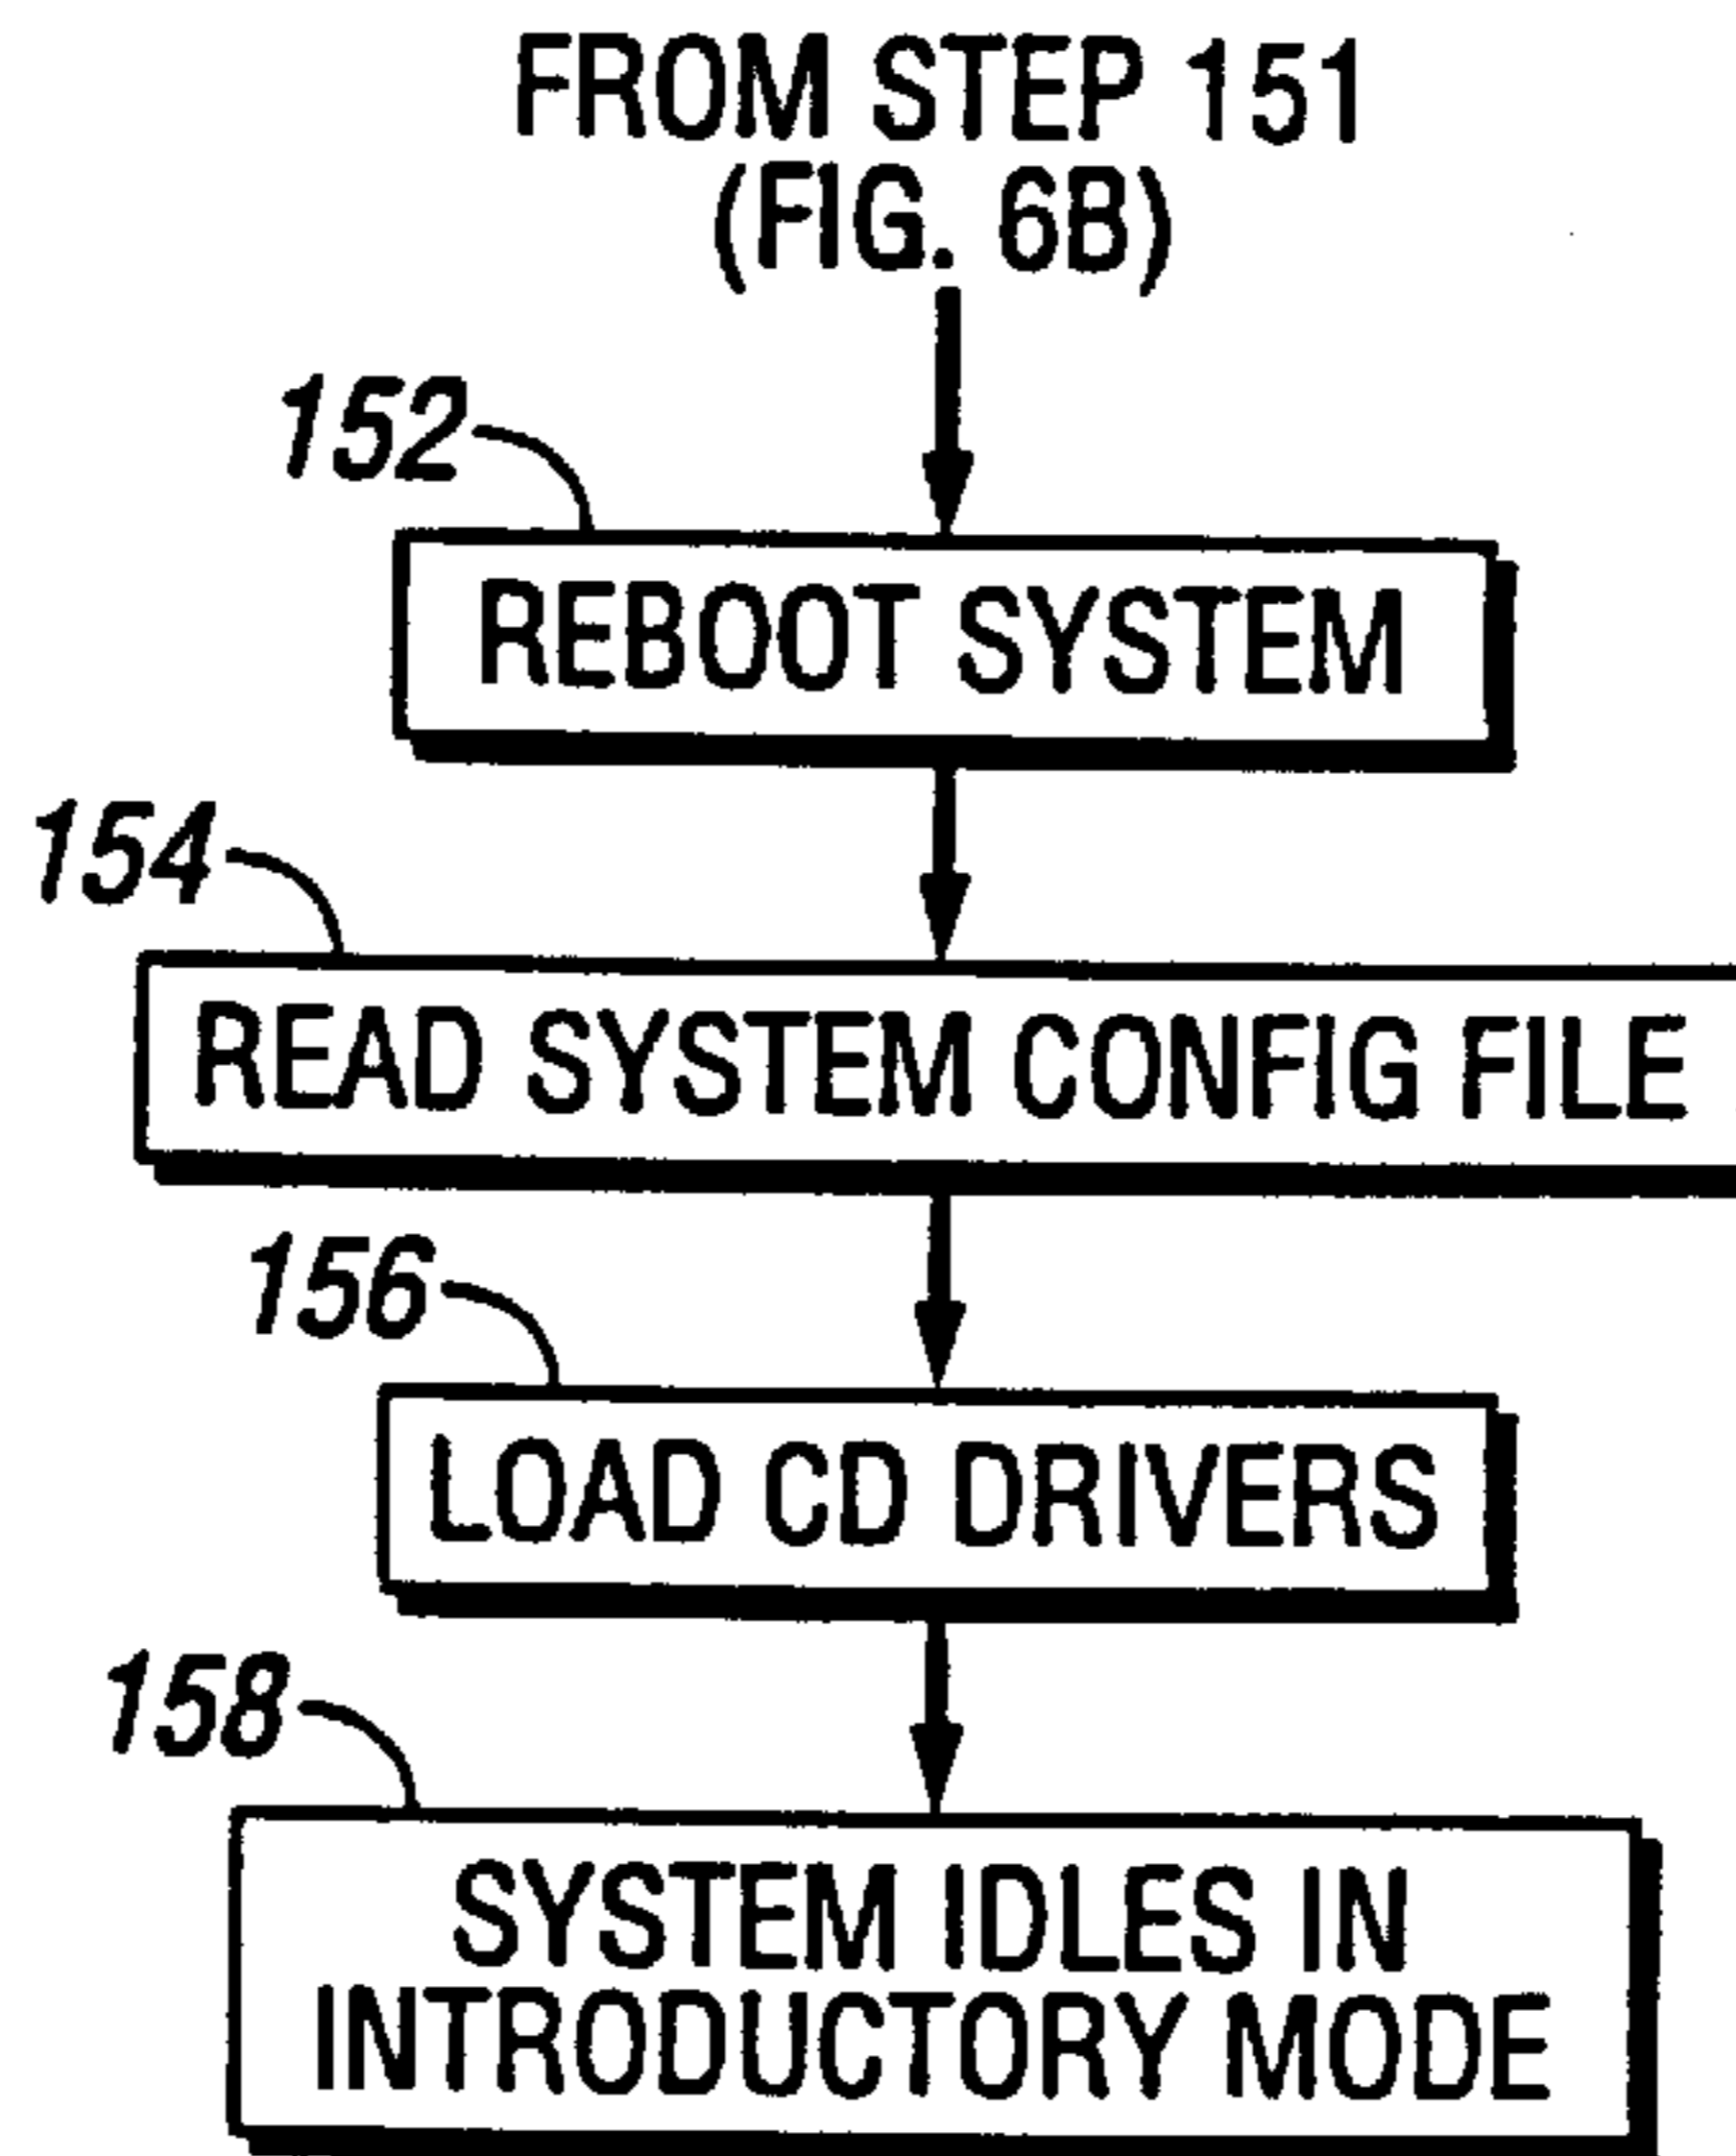 FROM STEP 151
(FIG. 6B)
152
REBOOT SYSTEM
154
READ SYSTEM CONFIG FILE
156
LOAD CD DRIVERS
158
SYSTEM IDLES IN
INTRODUCTORY MODE